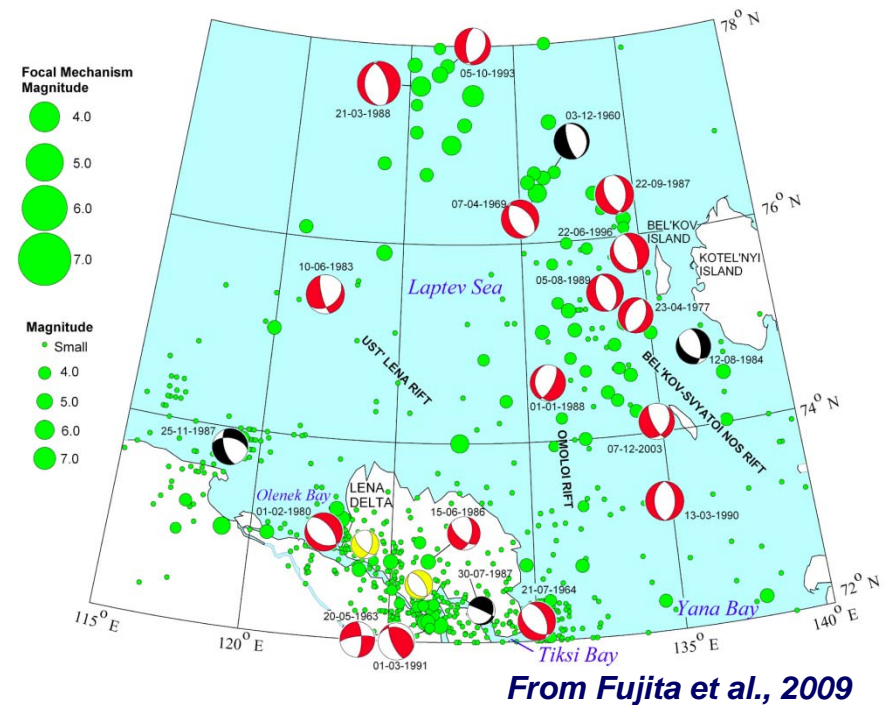 78° N
Focal Mechanism
Magnitude
4.0
5.0
6.0
7.0
Magnitude
Small
4.0
5.0
6.0
7.0
05-10-1993
21-03-1988
03-12-1960
22-09-1987
76° N
07-04-1969
22-06-1996
BEL'KOV
ISLAND
KOTEL'NYI
ISLAND
10-06-1983
Laptev Sea
05-08-1989
23-04-1977
12-08-1984
UST' LENA RIFT
BEL'KOV-SVYATOI NOS RIFT
01-01-1988
74° N
25-11-1987
OMOLOI RIFT
07-12-2003
LENA
DELTA
Olenek Bay
01-02-1980
15-06-1986
13-03-1990
30-07-1987
21-07-1964
72° N
115° E
20-05-1963
Yana Bay
140° E
120° E
01-03-1991
Tiksi Bay
135° E
From Fujita et al., 2009